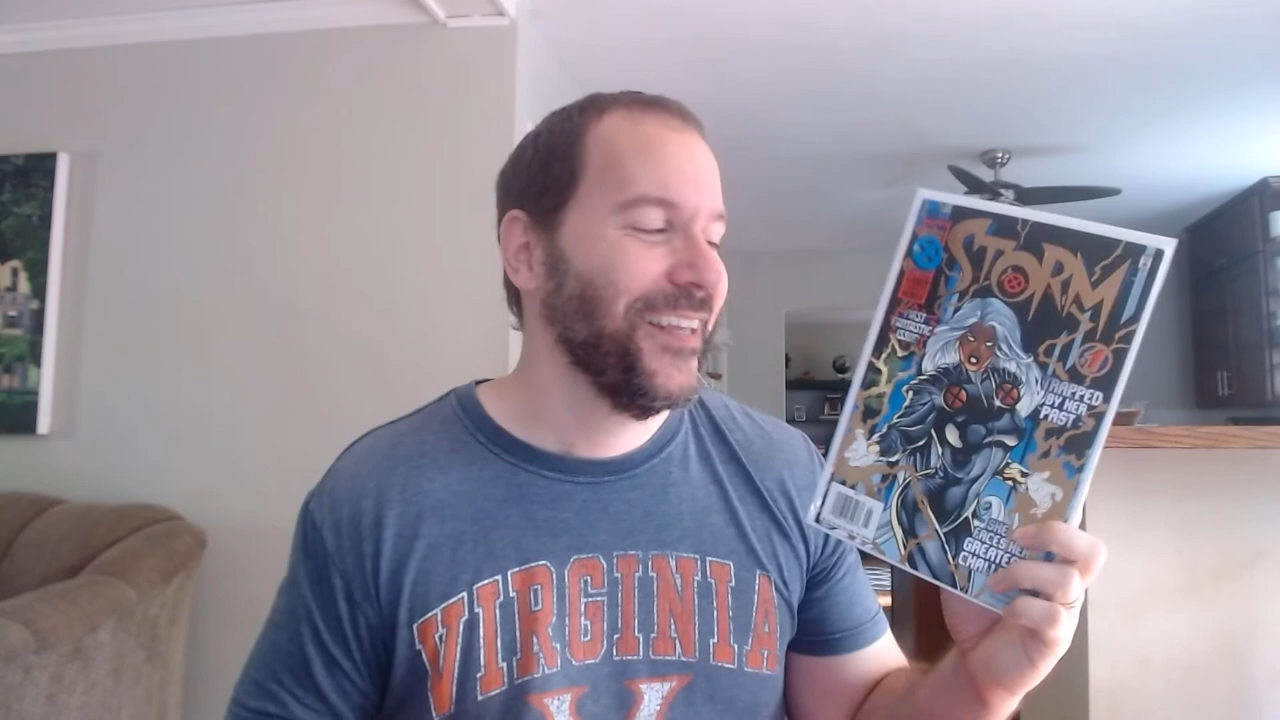 STORM
1
FIRST
FANTASTIC
ISSUE!
TRAPPED
BY HER
PAST
SHE
FACES HER
GREATEST
VIRGINIA
V